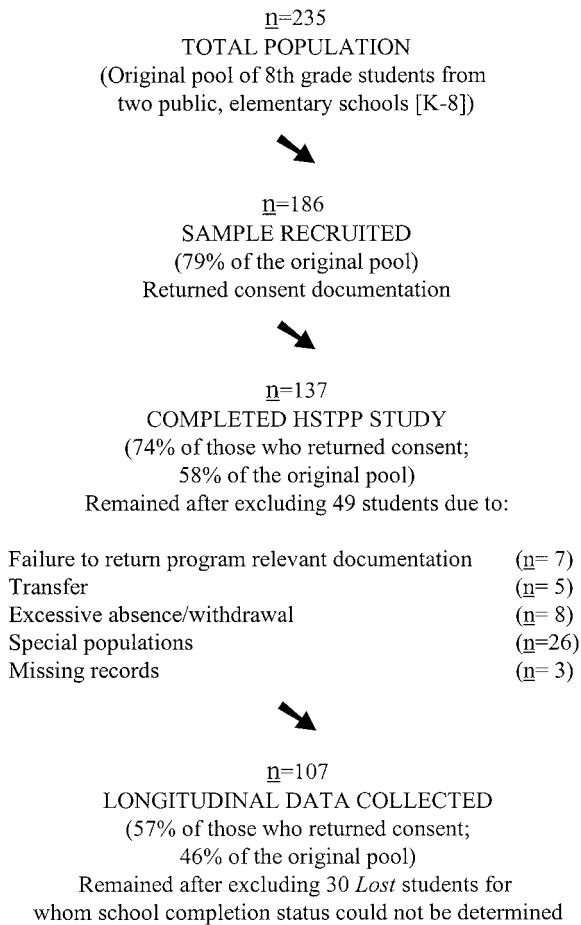 n=235
TOTAL POPULATION
(Original pool of 8th grade students from
two public, elementary schools [K-8])
n=186
SAMPLE RECRUITED
(79% of the original pool)
Returned consent documentation
n=137
COMPLETED HSTPP STUDY
(74% of those who returned consent;
58% of the original pool)
Remained after excluding 49 students due to:
Failure to return program relevant documentation (n= 7)
Transfer (n= 5)
Excessive absence/withdrawal (n= 8)
Special populations (n=26)
Missing records (n= 3)
n=107
LONGITUDINAL DATA COLLECTED
(57% of those who returned consent;
46% of the original pool)
Remained after excluding 30 Lost students for
whom school completion status could not be determined